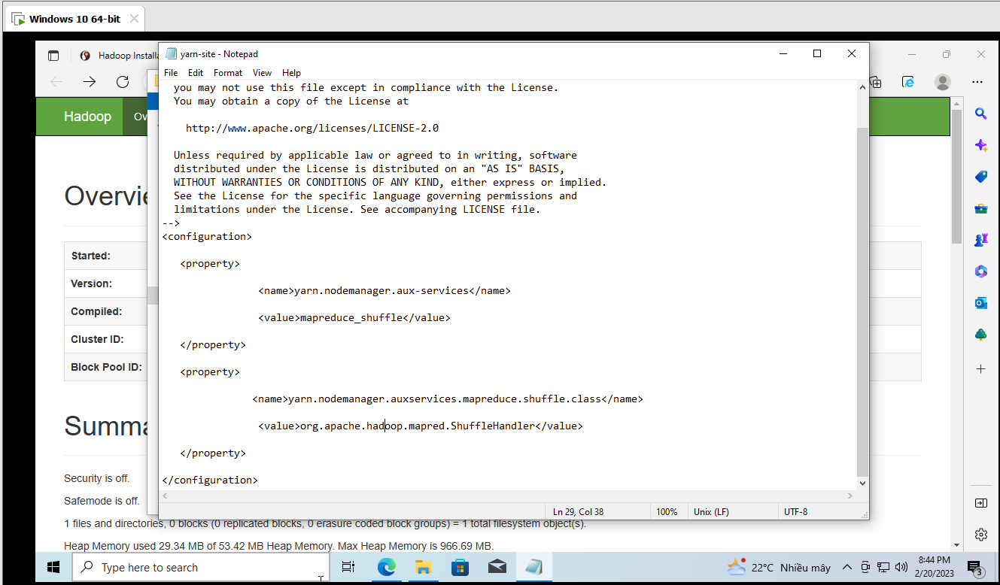 Windows 10 64-bit
Hadoop Installa
yarn-site - Notepad
File Edit Format View Help
Hadoop
Ov
you may not use this file except in compliance with the License.
You may obtain a copy of the License at
http://www.apache.org/licenses/LICENSE-2.0
Unless required by applicable law or agreed to in writing, software
distributed under the License is distributed on an "AS IS" BASIS,
WITHOUT WARRANTIES OR CONDITIONS OF ANY KIND, either express or implied.
See the License for the specific language governing permissions and
limitations under the License. See accompanying LICENSE file.
-->
<configuration>
<property>
<name>yarn.nodemanager.aux-services</name>
<value>mapreduce_shuffle</value>
</property>
<property>
<name>yarn.nodemanager.auxservices.mapreduce.shuffle.class</name>
<value>org.apache.hadoop.mapred.ShuffleHandler</value>
</property>
</configuration>
Ln 29, Col 38 100% Unix (LF) UTF-8
Overvie
Started:
Version:
Compiled:
Cluster ID:
Block Pool ID:
Summa
Security is off.
Safemode is off.
1 files and directories, 0 blocks (0 replicated blocks, 0 erasure coded block groups) = 1 total filesystem object(s).
Heap Memory used 29.34 MB of 53.42 MB Heap Memory. Max Heap Memory is 966.69 MB.
Type here to search
22°C Nhiều mây
8:44 PM
2/20/2023
3